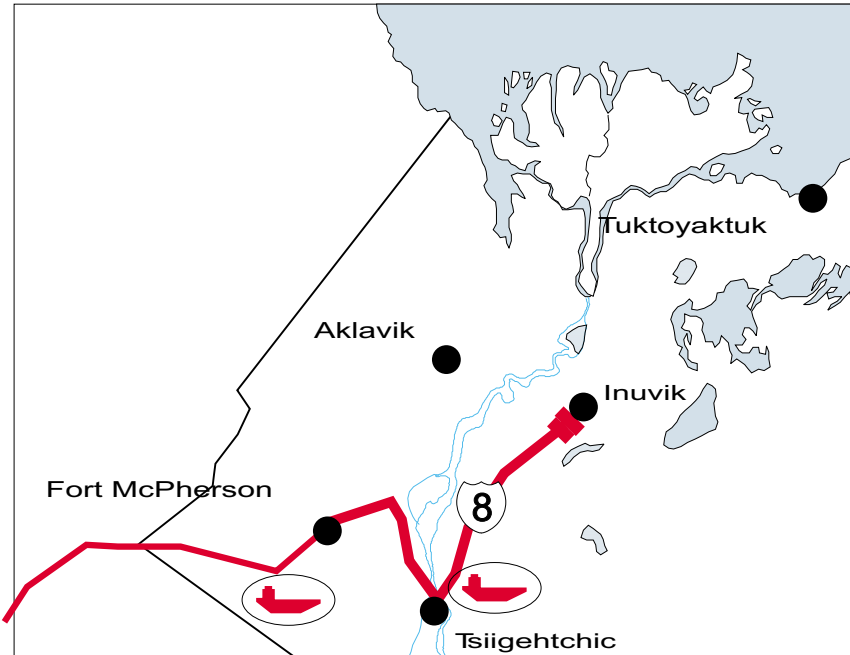 Tuktoyaktuk
Aklavik
Inuvik
Fort McPherson
8
Tsiigehtchic